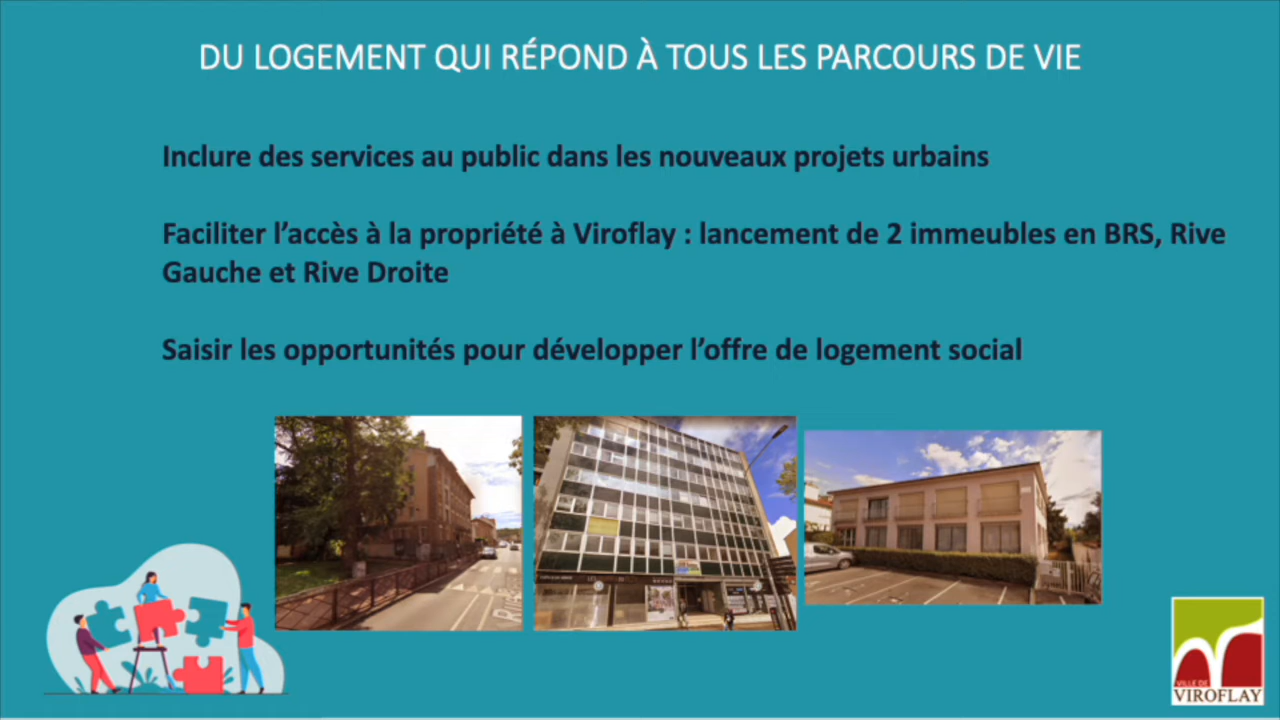 DU LOGEMENT QUI RÉPOND À TOUS LES PARCOURS DE VIE
Inclure des services au public dans les nouveaux projets urbains
Faciliter l’accès à la propriété à Viroflay : lancement de 2 immeubles en BRS, Rive
Gauche et Rive Droite
Saisir les opportunités pour développer l’offre de logement social
VILLE DE
VIROFLAY